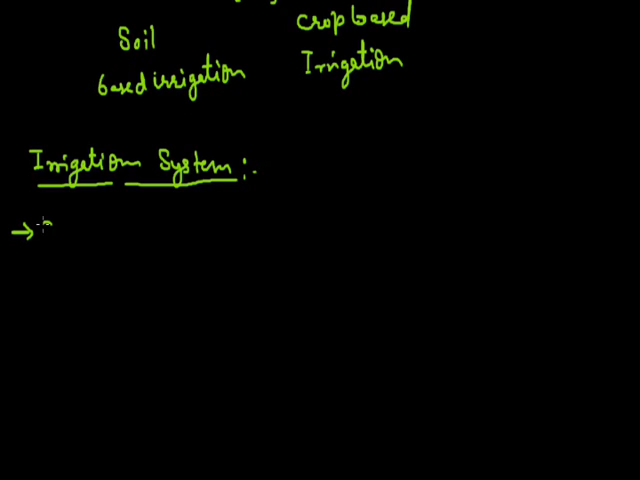 crop based
Soil
Irrigation
based irrigation
Irrigation System:.
→